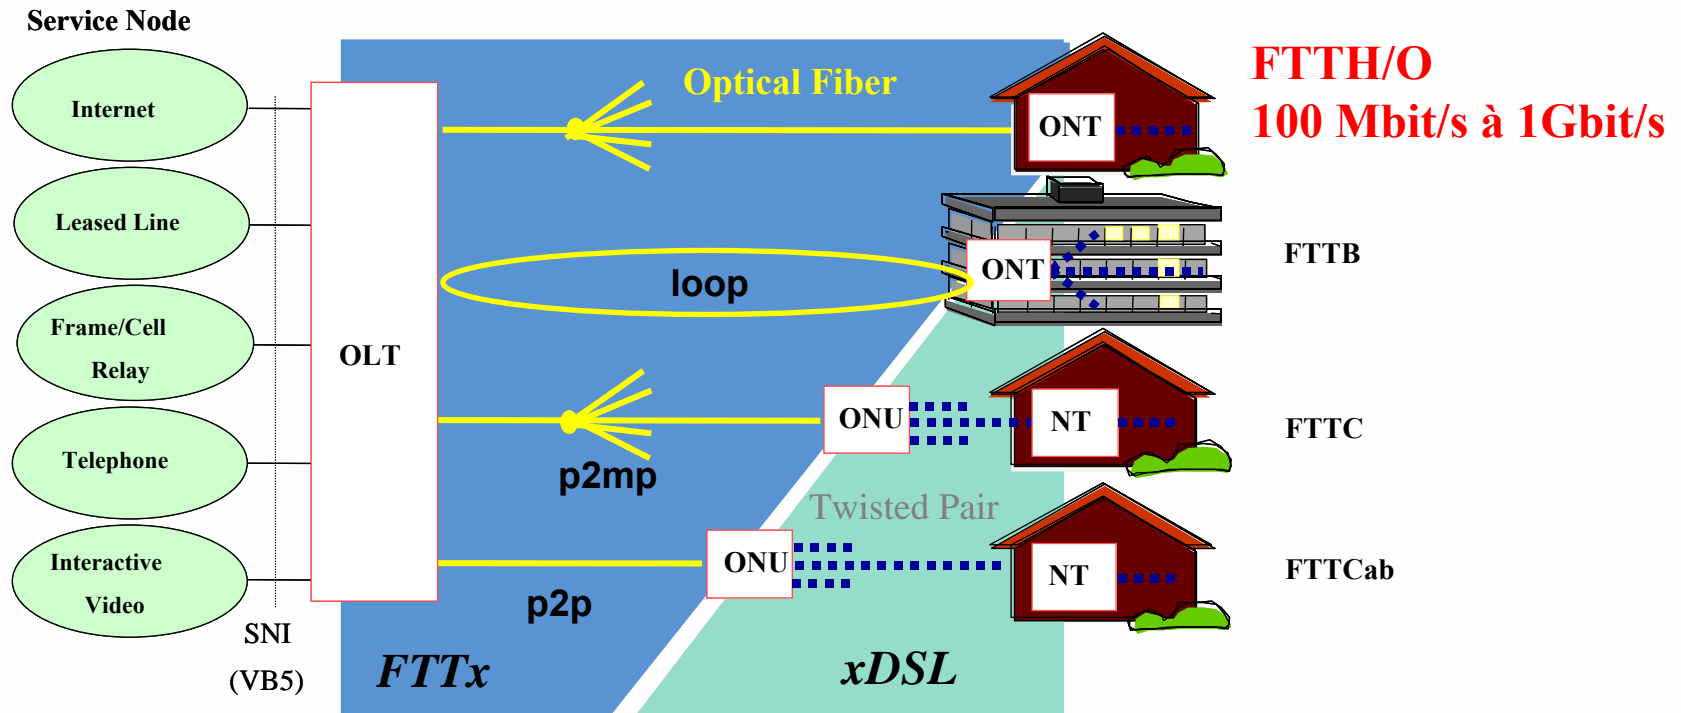 Service Node
Internet
Leased Line
Frame/Cell
Relay
Telephone
Interactive
Video
SNI
(VB5)
OLT
Optical Fiber
loop
p2mp
p2p
FTTx
xDSL
Twisted Pair
ONT
ONT
ONU
NT
ONU
NT
FTTH/O
100 Mbit/s à 1Gbit/s
FTTB
FTTC
FTTCab